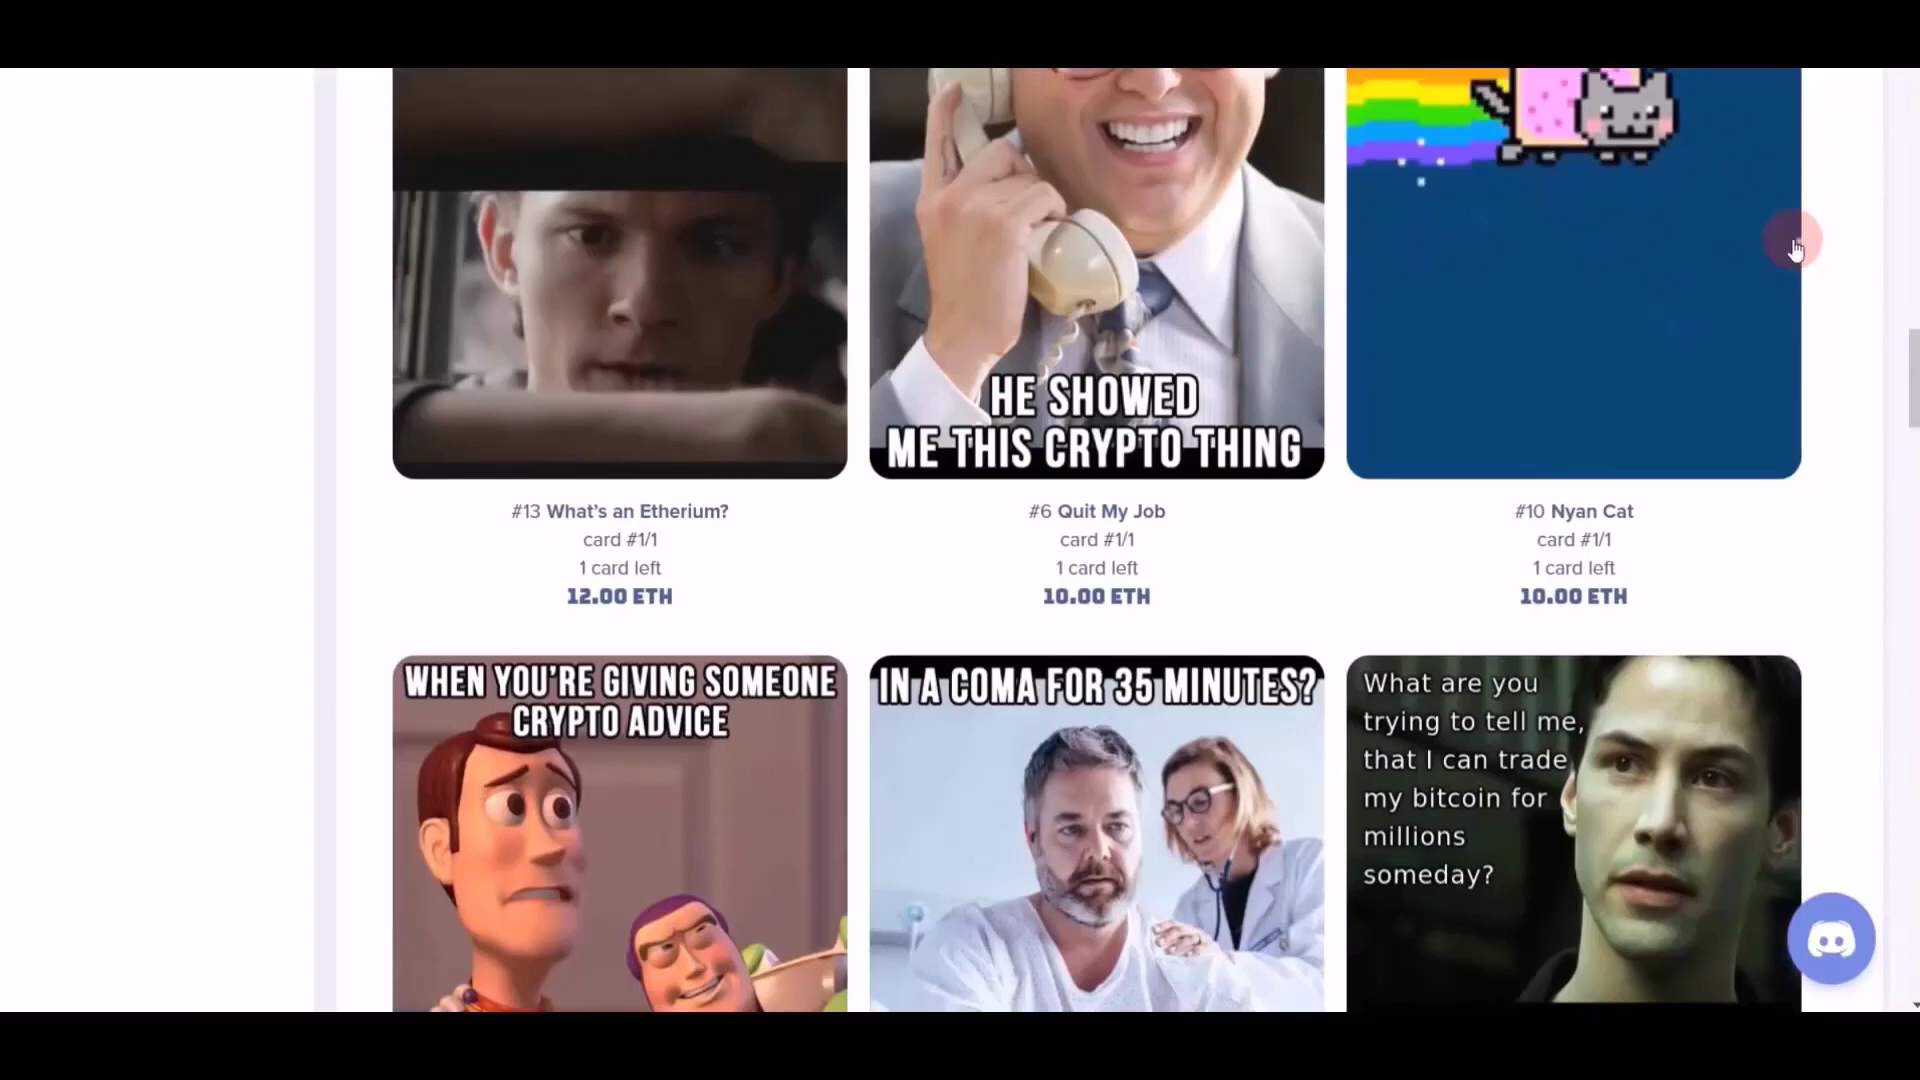 HE SHOWED
ME THIS CRYPTO THING
#13 What's an Etherium?
card #1/1
1 card left
12.00 ETH
#6 Quit My Job
card #1/1
1 card left
10.00 ETH
#10 Nyan Cat
card #1/1
1 card left
10.00 ETH
WHEN YOU'RE GIVING SOMEONE
CRYPTO ADVICE
IN A COMA FOR 35 MINUTES?
What are you
trying to tell me,
that I can trade
my bitcoin for
millions
someday?